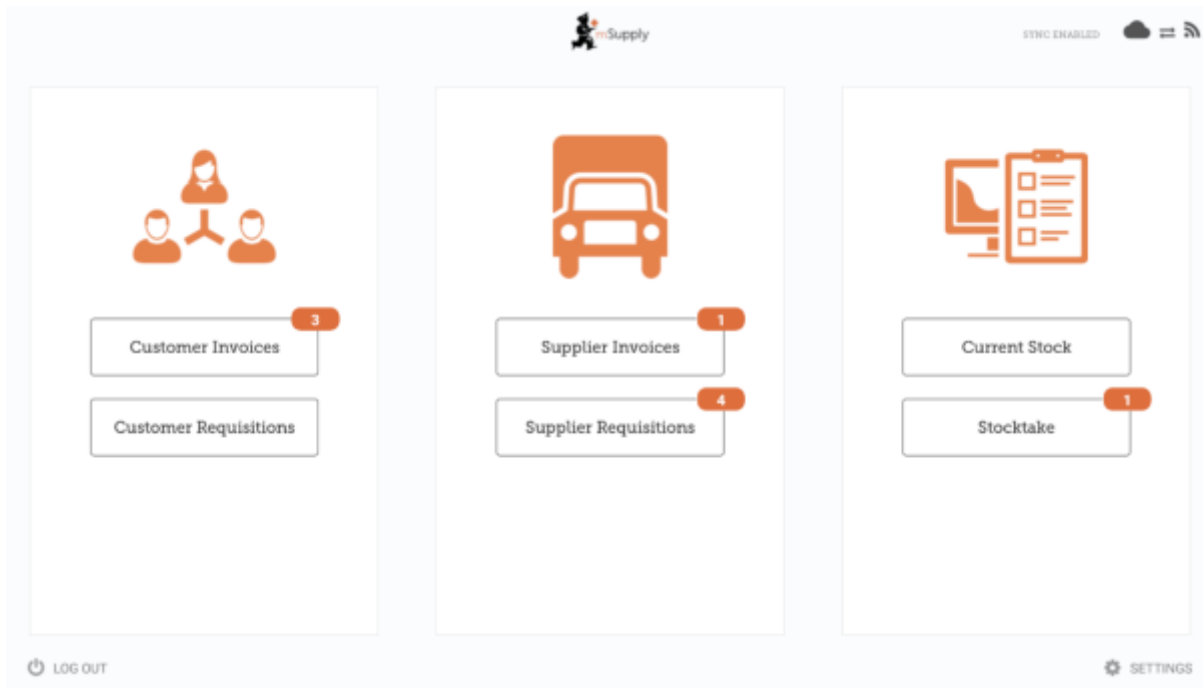 mSupply
SYNC ENABLED
3
Customer Invoices
Customer Requisitions
1
Supplier Invoices
4
Supplier Requisitions
Current Stock
1
Stocktake
LOG OUT
SETTINGS